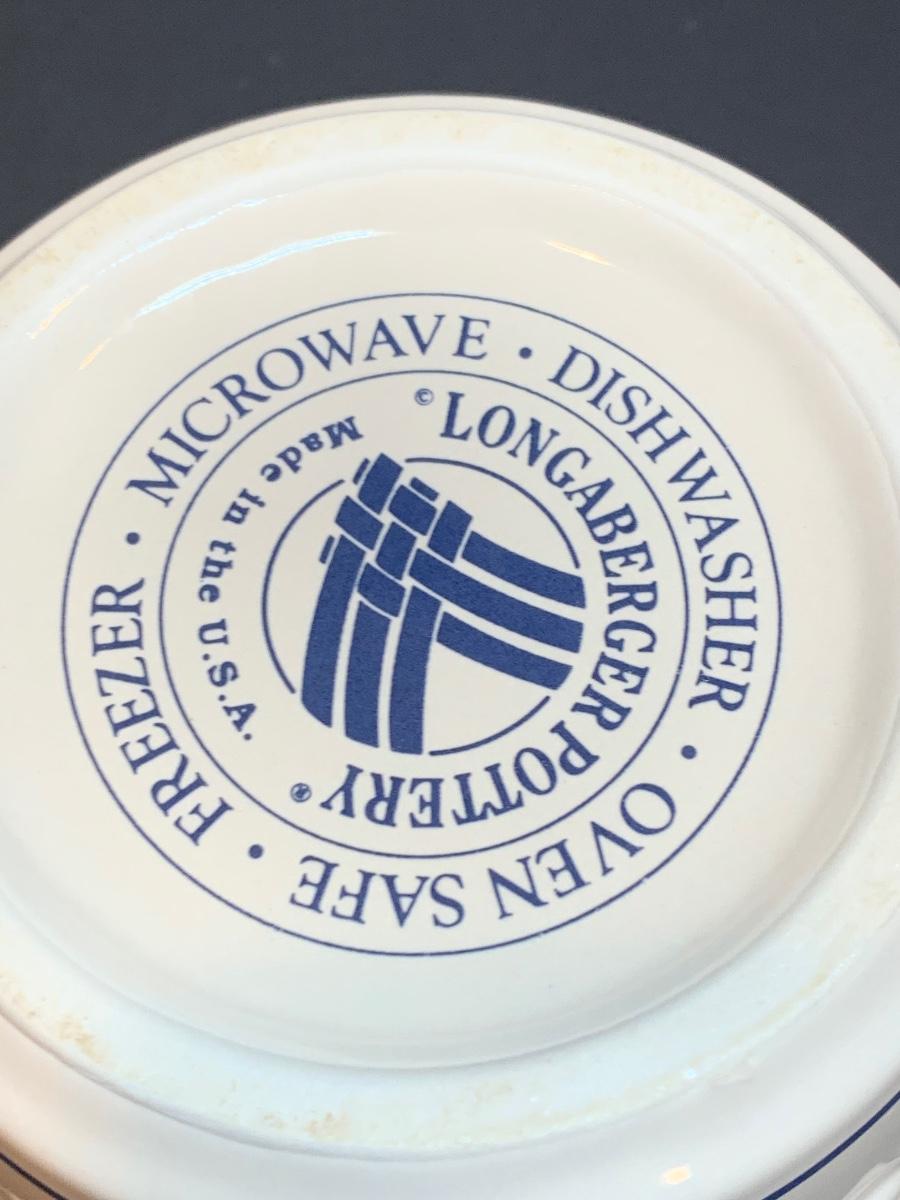 MICROWAVE • DISHWASHER • OVEN SAFE • FREEZER •
© LONGABERGER POTTERY ®
Made in the U.S.A.